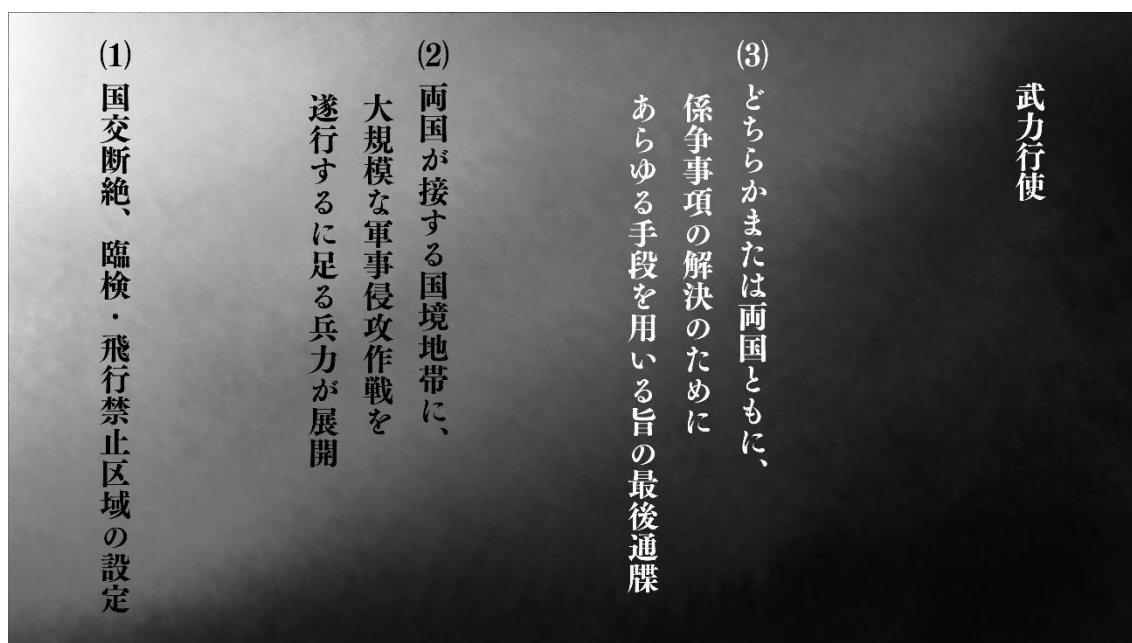 武力行使
(3) どちらかまたは両国ともに、
係争事項の解決のために
あらゆる手段を用いる旨の最後通牒
(2) 両国が接する国境地帯に、
大規模な軍事侵攻作戦を
遂行するに足る兵力が展開
(1) 国交断絶、臨検・飛行禁止区域の設定